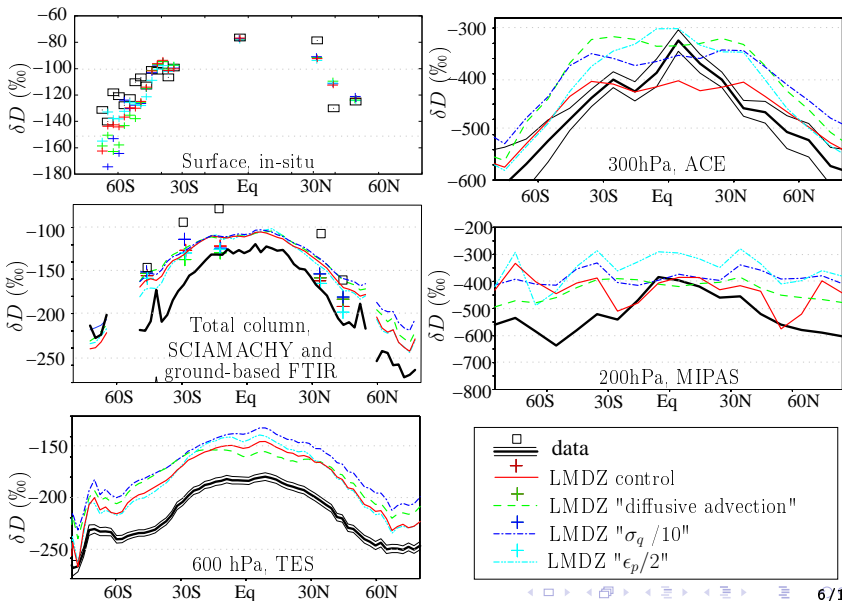 −60
−80
−100
−120
−140
−160
−180
δD (‰)
Surface, in-situ
60S 30S Eq 30N 60N
−300
−400
−500
−600
δD (‰)
300hPa, ACE
60S 30S Eq 30N 60N
−100
−150
−200
−250
δD (‰)
Total column,
SCIAMACHY and
ground-based FTIR
60S 30S Eq 30N 60N
−200
−300
−400
−500
−600
−700
−800
δD (‰)
200hPa, MIPAS
60S 30S Eq 30N 60N
−150
−200
−250
δD (‰)
600 hPa, TES
60S 30S Eq 30N 60N
data
LMDZ control
LMDZ "diffusive advection"
LMDZ "σq /10"
LMDZ "ϵp/2"
6/1